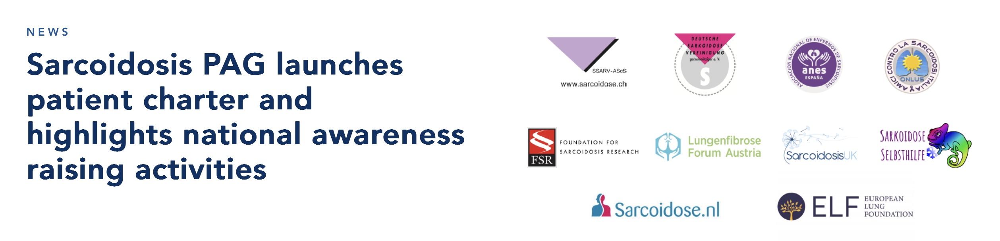 NEWS
Sarcoidosis PAG launches
patient charter and
highlights national awareness
raising activities
SSARV-AScS
www.sarcoidose.ch
DEUTSCHE
SARKOIDOSE
VEREINIGUNG
gemeinnütziger e. V.
S
ASOCIACION NACIONAL DE ENFERMOS DE SARCOIDOSIS
anes
ESPAÑA
AMICI CONTRO LA SARCOIDOSI ITALIA
ONLUS
FSR
FOUNDATION FOR
SARCOIDOSIS RESEARCH
Lungenfibrose
Forum Austria
SarcoidosisUK
SARKOIDOSE
SELBSTHILFE
Sarcoidose.nl
ELF
EUROPEAN
LUNG
FOUNDATION